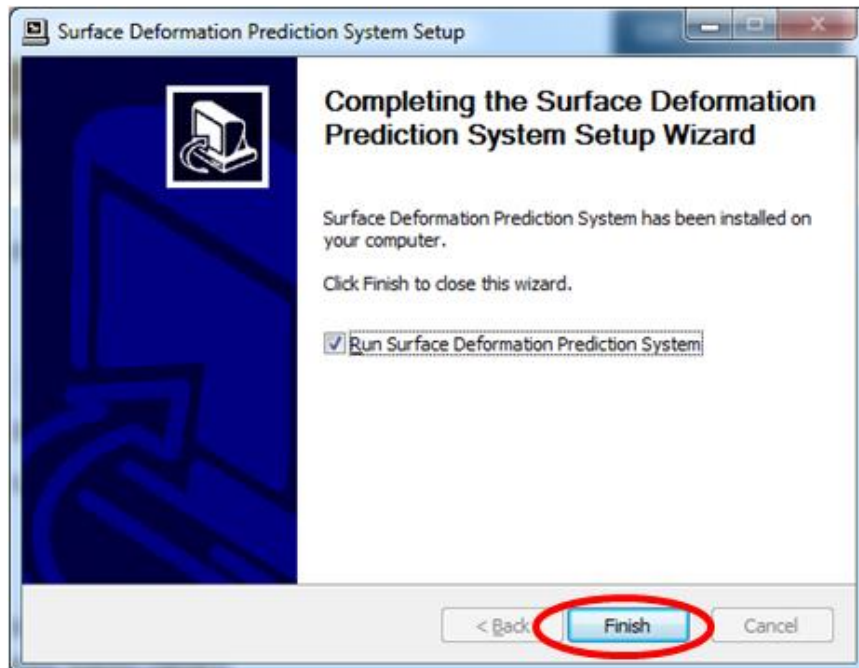 Surface Deformation Prediction System Setup
Completing the Surface Deformation
Prediction System Setup Wizard
Surface Deformation Prediction System has been installed on
your computer.
Click Finish to close this wizard.
Run Surface Deformation Prediction System
< Back
Finish
Cancel